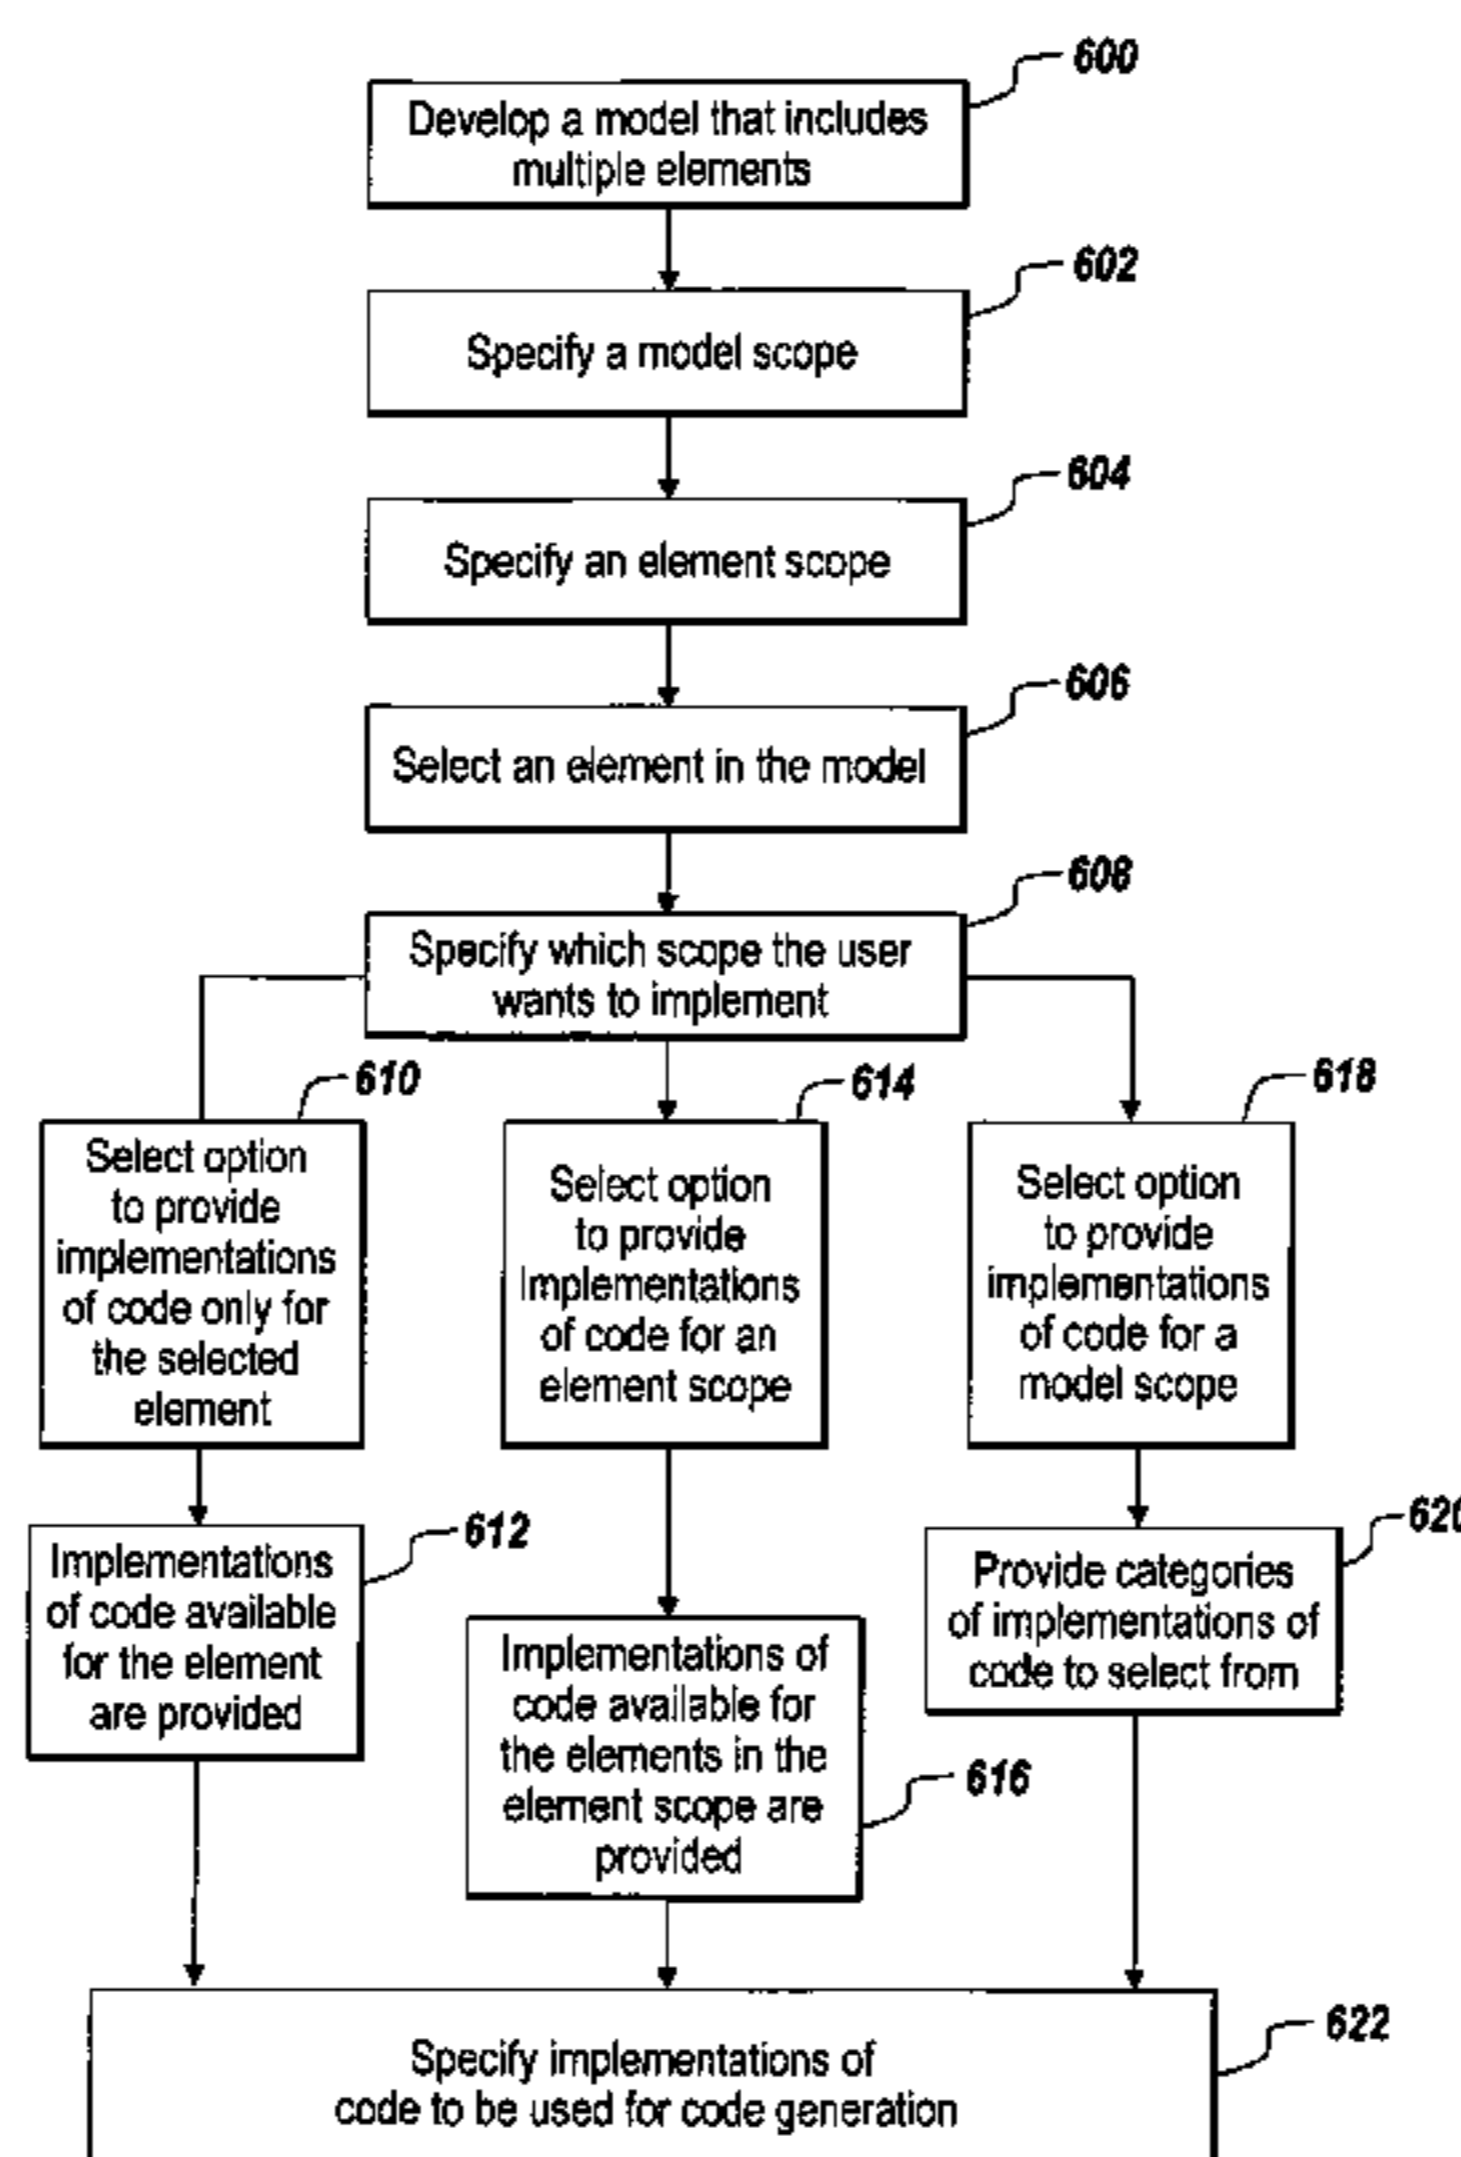 600
Develop a model that includes
multiple elements
602
Specify a model scope
604
Specify an element scope
606
Select an element in the model
608
Specify which scope the user
wants to implement
610
Select option
to provide
implementations
of code only for
the selected
element
614
Select option
to provide
Implementations
of code for an
element scope
618
Select option
to provide
implementations
of code for a
model scope
612
Implementations
of code available
for the element
are provided
616
Implementations of
code available for
the elements in the
element scope are
provided
620
Provide categories
of implementations of
code to select from
622
Specify implementations of
code to be used for code generation